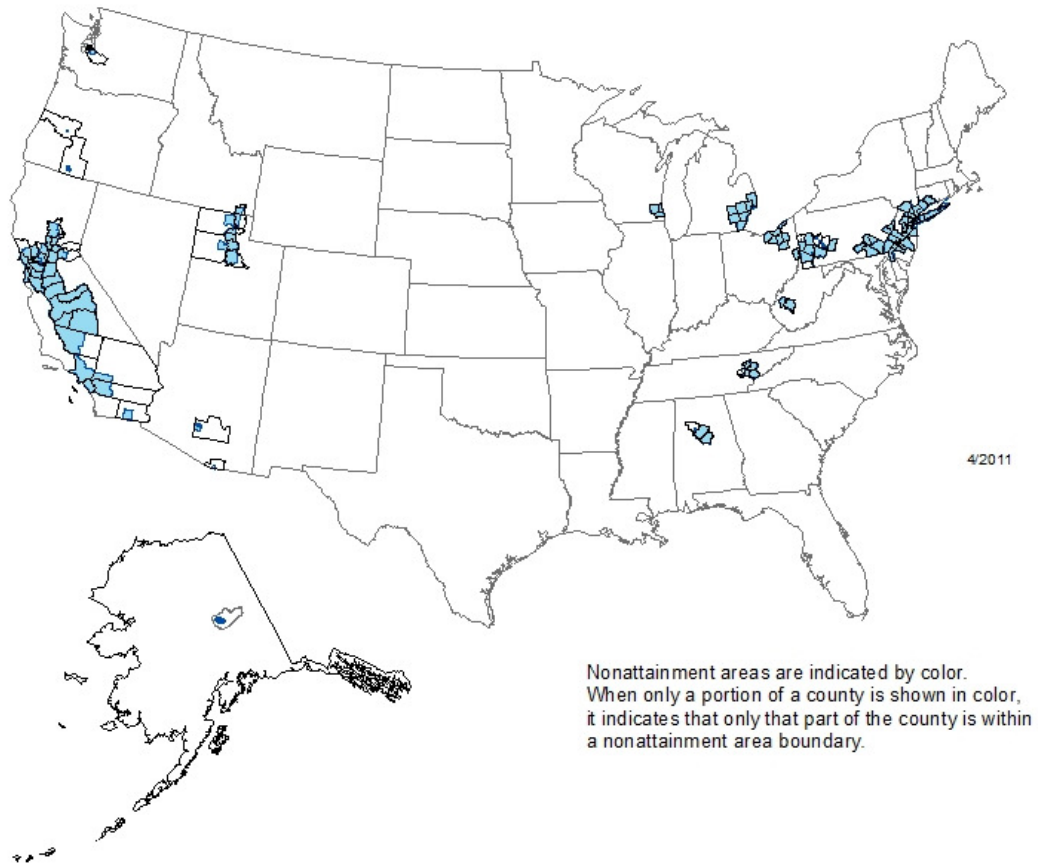 4/2011
Nonattainment areas are indicated by color.
When only a portion of a county is shown in color,
it indicates that only that part of the county is within
a nonattainment area boundary.